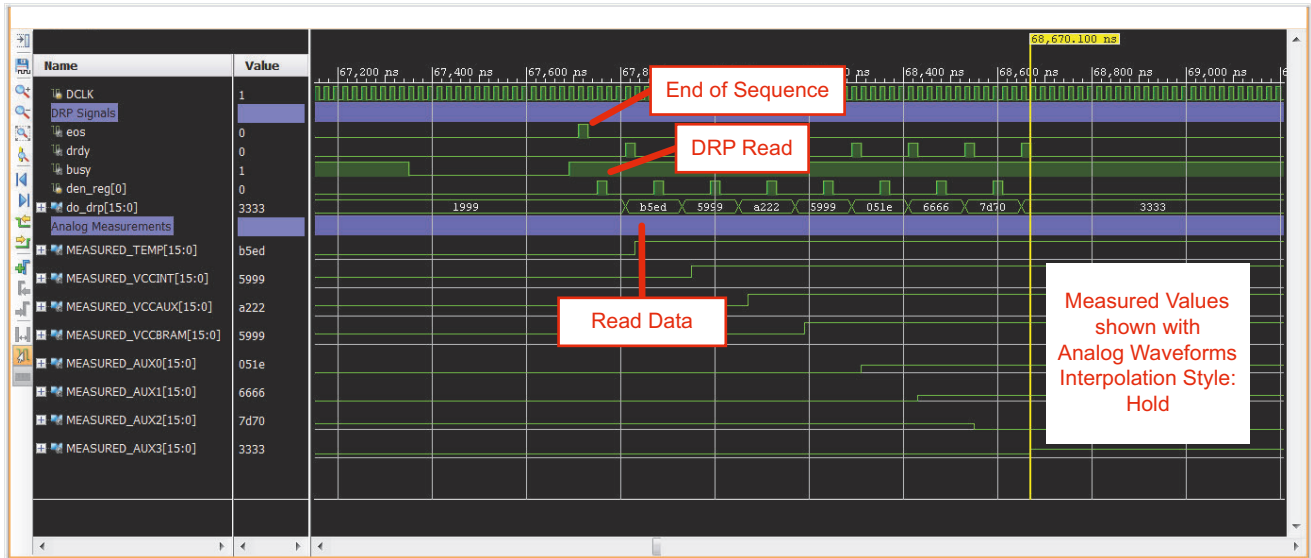 68,670.100 ns
Name Value
67,200 ns 67,400 ns 67,600 ns 67,8 0 ns 68,400 ns 68,600 ns 68,800 ns 69,000 ns 6
End of Sequence
DCLK 1
DRP Signals
eos 0
drdy 0
DRP Read
busy 1
den_reg[0] 0
do_drp[15:0] 3333 1999 b5ed 5999 a222 5999 051e 6666 7d70 3333
Analog Measurements
MEASURED_TEMP[15:0] b5ed
MEASURED_VCCINT[15:0] 5999
MEASURED_VCCAUX[15:0] a222
Read Data
MEASURED_VCCBRAM[15:0] 5999
MEASURED_AUX0[15:0] 051e
MEASURED_AUX1[15:0] 6666
MEASURED_AUX2[15:0] 7d70
MEASURED_AUX3[15:0] 3333
Measured Values
shown with
Analog Waveforms
Interpolation Style:
Hold